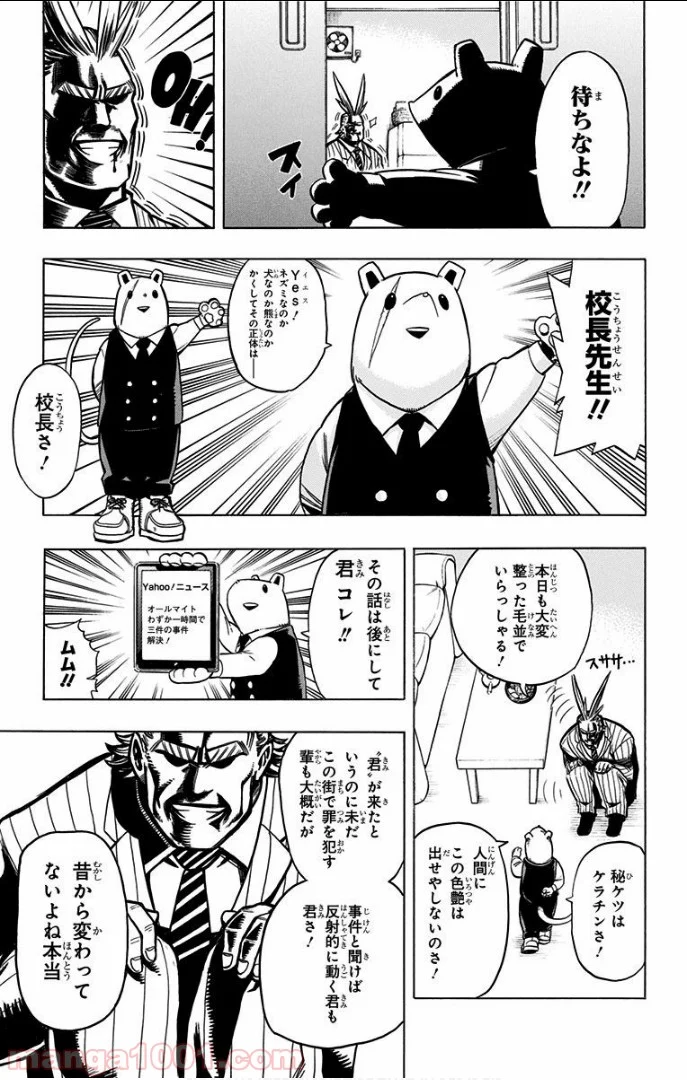 待ちなよ!!
スイ
OH!
校長先生!!
Yes!
ネズミなのか
犬なのか熊なのか
かくしてその正体は―
校長さ!
本日も大変
整った毛並で
いらっしゃる!
スササ…
秘ケツは
ケラチンさ!
人間に
この色艶は
出せやしないのさ!
その話は後にして
君 コレ!!
Yahoo!ニュース
オールマイト
わずか一時間で
三件の事件
解決!
ムム!!
“君”が来たと
いうのに未だ
この街で罪を犯す
輩も大概だが
事件と聞けば
反射的に動く君も
君さ!
昔から変わって
ないよね本当
manga1001.com